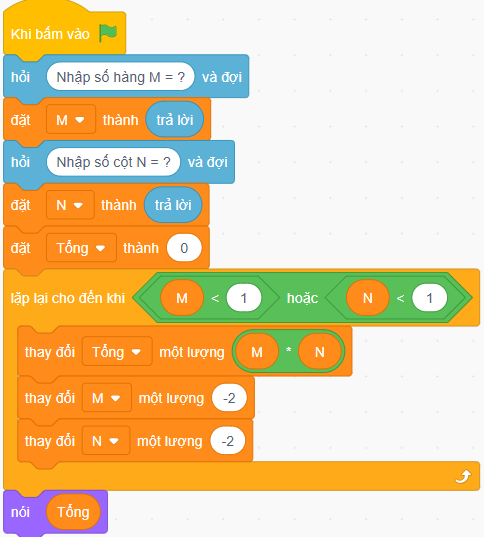 Khi bấm vào
hỏi Nhập số hàng M = ? và đợi
đặt M thành trả lời
hỏi Nhập số cột N = ? và đợi
đặt N thành trả lời
đặt Tổng thành 0
lặp lại cho đến khi M < 1 hoặc N < 1
thay đổi Tổng một lượng M * N
thay đổi M một lượng -2
thay đổi N một lượng -2
nói Tổng